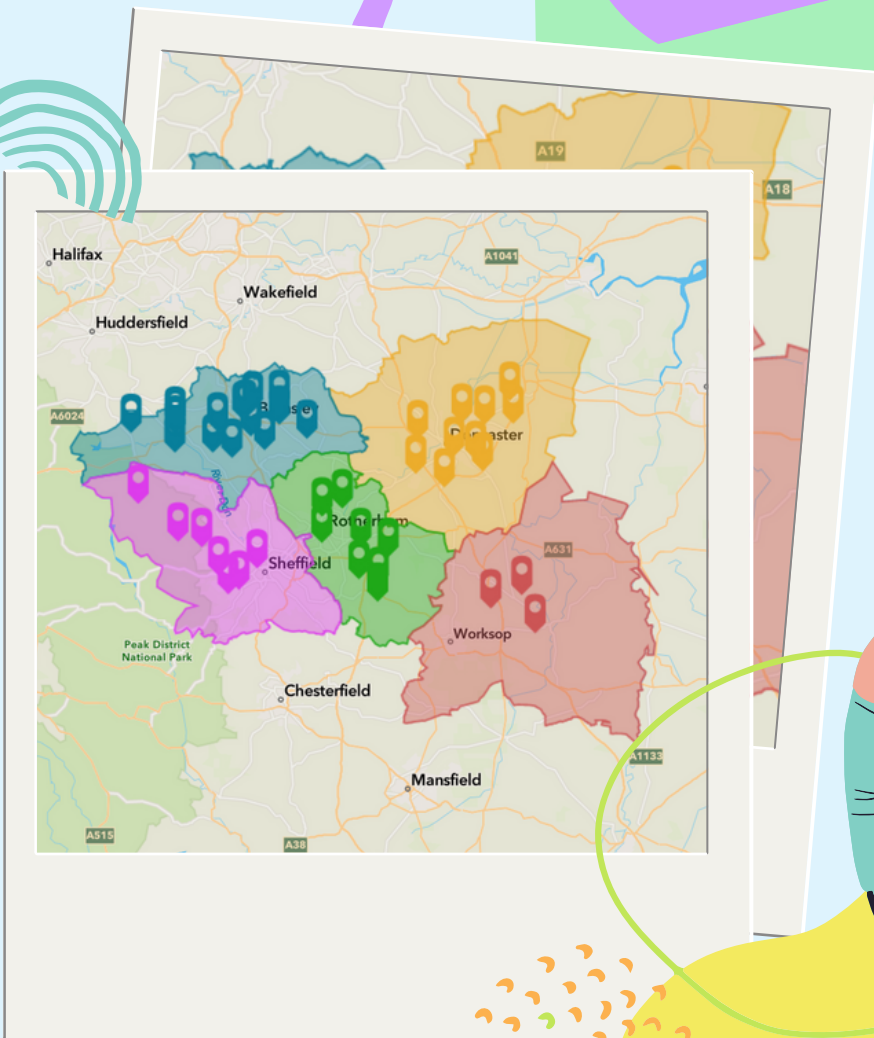 A19
A18
Halifax
A1041
Wakefield
Huddersfield
A6024
Rotherham
A631
Sheffield
Worksop
Peak District
National Park
Chesterfield
A1133
Mansfield
A515
A38